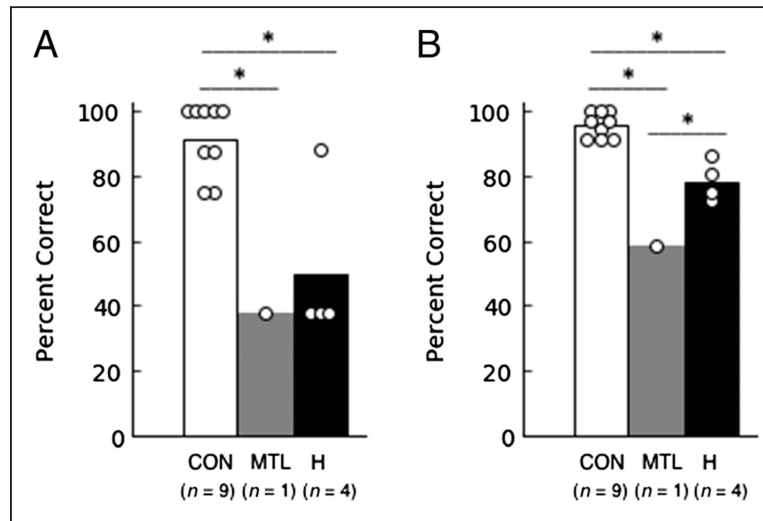 A
*
*
Percent Correct
100
80
60
40
20
0
CON MTL H
(n = 9) (n = 1) (n = 4)
B
*
*
*
Percent Correct
100
80
60
40
20
0
CON MTL H
(n = 9) (n = 1) (n = 4)